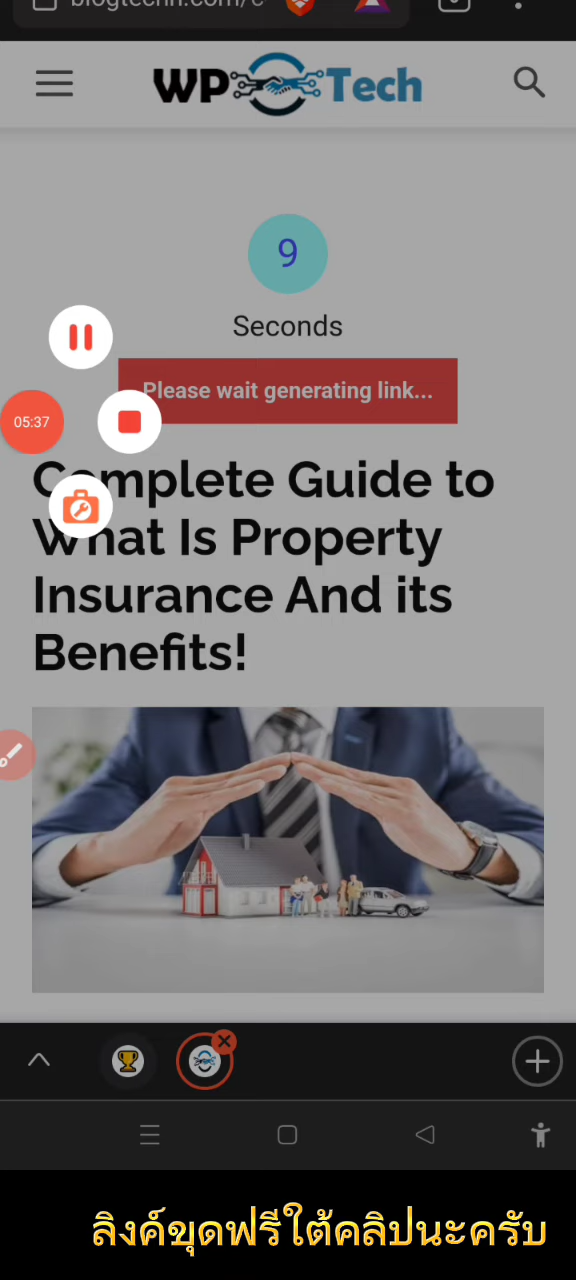 WP Tech
9
Seconds
Please wait generating link...
05:37
Complete Guide to
What Is Property
Insurance And its
Benefits!
ลิงค์ขุดฟรีใต้คลิปนะครับ